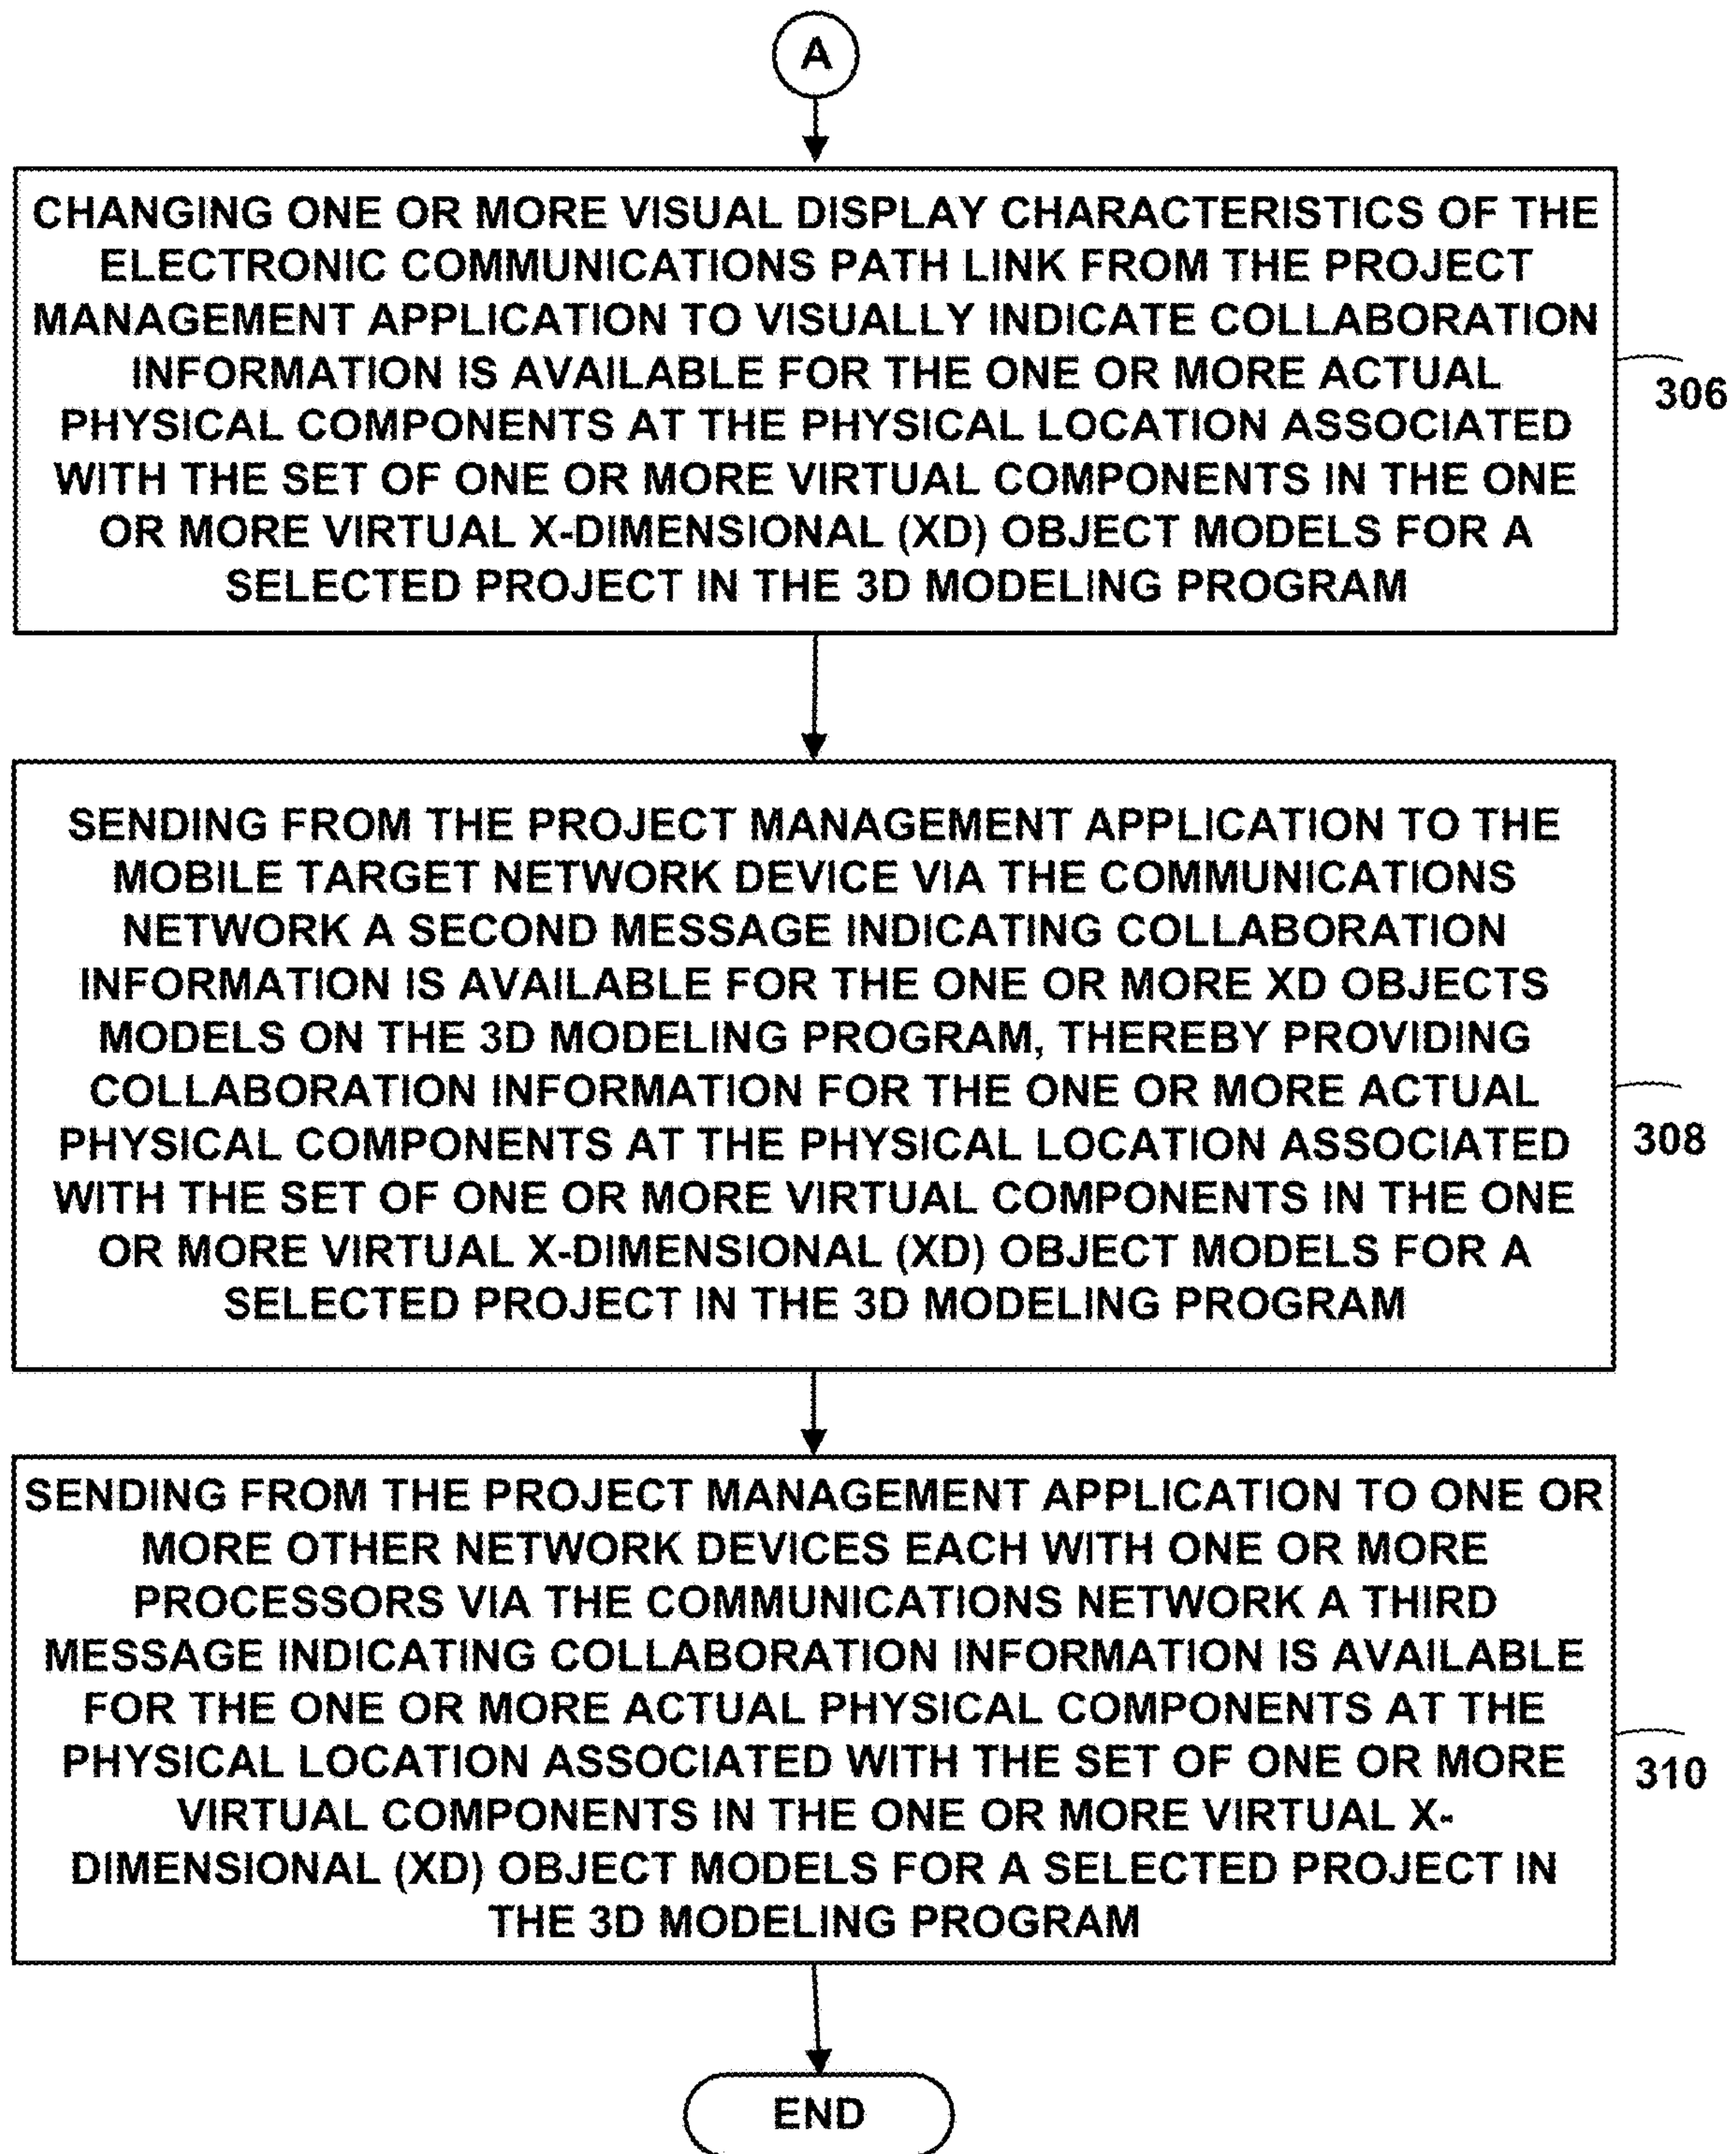 A
CHANGING ONE OR MORE VISUAL DISPLAY CHARACTERISTICS OF THE
ELECTRONIC COMMUNICATIONS PATH LINK FROM THE PROJECT
MANAGEMENT APPLICATION TO VISUALLY INDICATE COLLABORATION
INFORMATION IS AVAILABLE FOR THE ONE OR MORE ACTUAL
PHYSICAL COMPONENTS AT THE PHYSICAL LOCATION ASSOCIATED
WITH THE SET OF ONE OR MORE VIRTUAL COMPONENTS IN THE ONE
OR MORE VIRTUAL X-DIMENSIONAL (XD) OBJECT MODELS FOR A
SELECTED PROJECT IN THE 3D MODELING PROGRAM
306
SENDING FROM THE PROJECT MANAGEMENT APPLICATION TO THE
MOBILE TARGET NETWORK DEVICE VIA THE COMMUNICATIONS
NETWORK A SECOND MESSAGE INDICATING COLLABORATION
INFORMATION IS AVAILABLE FOR THE ONE OR MORE XD OBJECTS
MODELS ON THE 3D MODELING PROGRAM, THEREBY PROVIDING
COLLABORATION INFORMATION FOR THE ONE OR MORE ACTUAL
PHYSICAL COMPONENTS AT THE PHYSICAL LOCATION ASSOCIATED
WITH THE SET OF ONE OR MORE VIRTUAL COMPONENTS IN THE ONE
OR MORE VIRTUAL X-DIMENSIONAL (XD) OBJECT MODELS FOR A
SELECTED PROJECT IN THE 3D MODELING PROGRAM
308
SENDING FROM THE PROJECT MANAGEMENT APPLICATION TO ONE OR
MORE OTHER NETWORK DEVICES EACH WITH ONE OR MORE
PROCESSORS VIA THE COMMUNICATIONS NETWORK A THIRD
MESSAGE INDICATING COLLABORATION INFORMATION IS AVAILABLE
FOR THE ONE OR MORE ACTUAL PHYSICAL COMPONENTS AT THE
PHYSICAL LOCATION ASSOCIATED WITH THE SET OF ONE OR MORE
VIRTUAL COMPONENTS IN THE ONE OR MORE VIRTUAL X-
DIMENSIONAL (XD) OBJECT MODELS FOR A SELECTED PROJECT IN
THE 3D MODELING PROGRAM
310
END